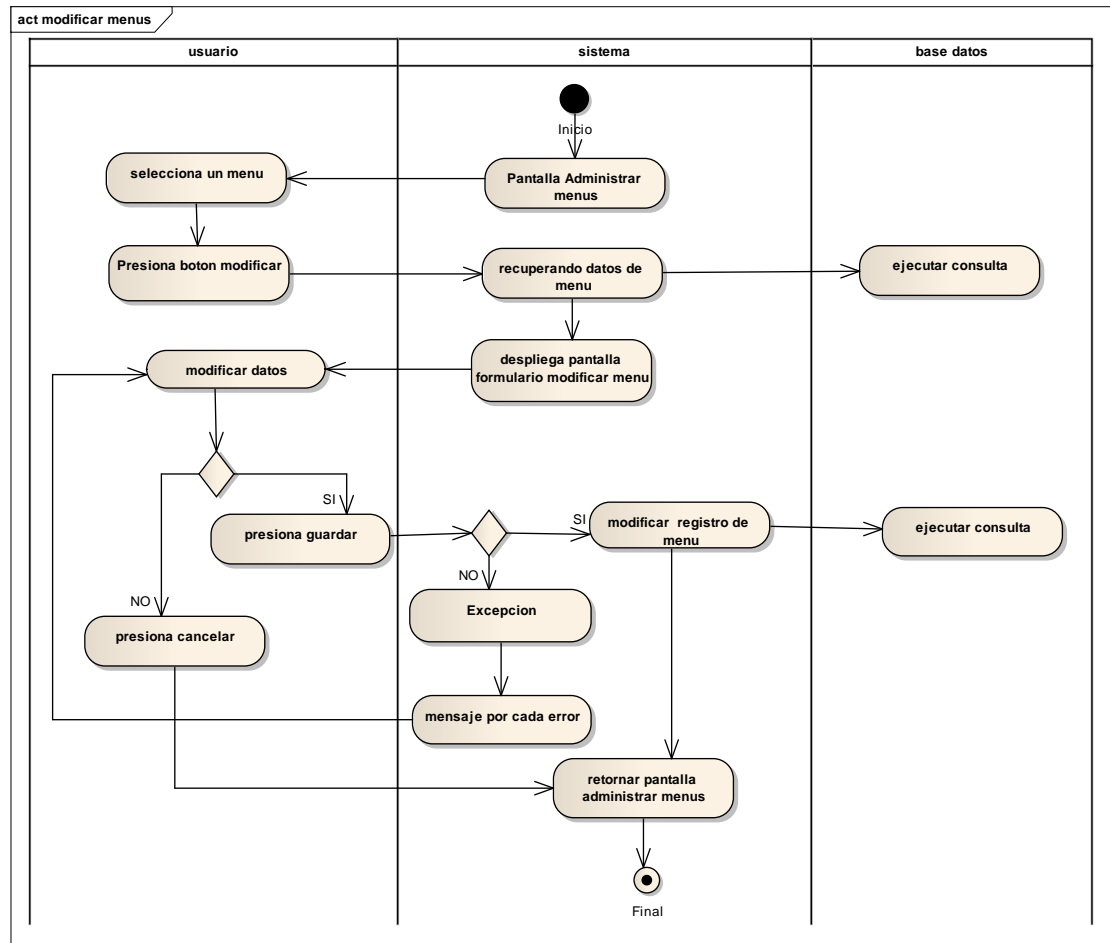 act modificar menus
usuario
sistema
base datos
Inicio
selecciona un menu
Pantalla Administrar
menus
Presiona boton modificar
recuperando datos de
menu
ejecutar consulta
modificar datos
despliega pantalla
formulario modificar menu
SI
presiona guardar
SI
modificar registro de
menu
ejecutar consulta
NO
Excepcion
NO
presiona cancelar
mensaje por cada error
retornar pantalla
administrar menus
Final